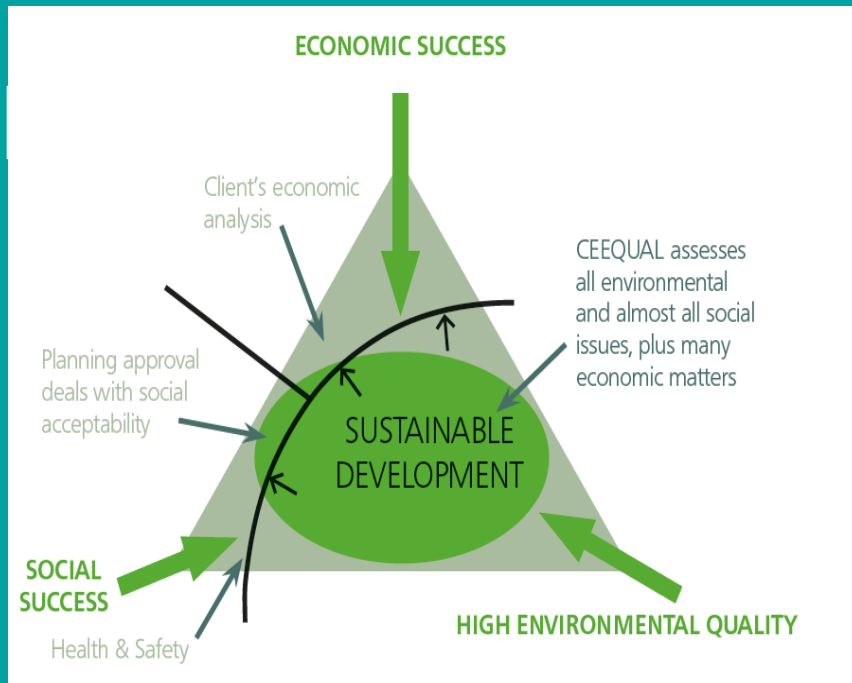 ECONOMIC SUCCESS
Client's economic
analysis
CEEQUAL assesses
all environmental
and almost all social
issues, plus many
economic matters
Planning approval
deals with social
acceptability
SUSTAINABLE
DEVELOPMENT
SOCIAL
SUCCESS
HIGH ENVIRONMENTAL QUALITY
Health & Safety